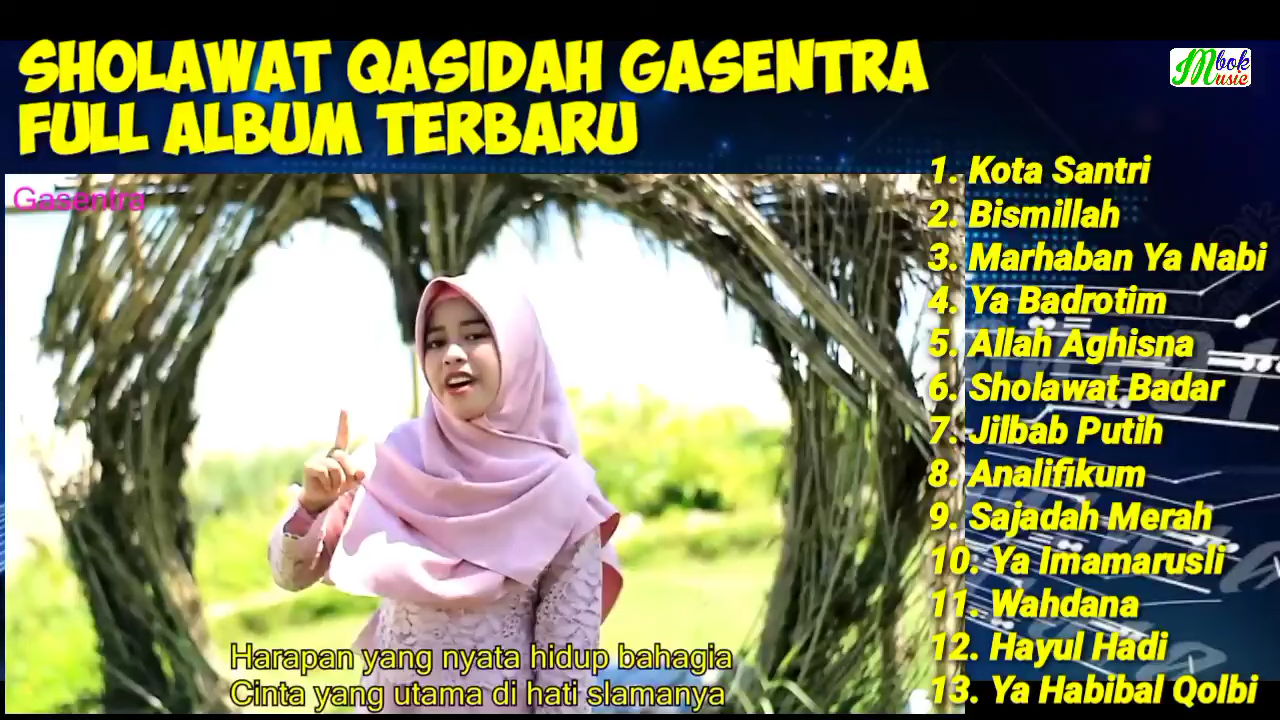 SHOLAWAT QASIDAH GASENTRA
FULL ALBUM TERBARU
Mbok
Music
Gasentra
1. Kota Santri
2. Bismillah
3. Marhaban Ya Nabi
4. Ya Badrotim
5. Allah Aghisna
6. Sholawat Badar
7. Jilbab Putih
8. Analifikum
9. Sajadah Merah
10. Ya Imamarusli
11. Wahdana
12. Hayul Hadi
13. Ya Habibal Qolbi
Harapan yang nyata hidup bahagia
Cinta yang utama di hati slamanya